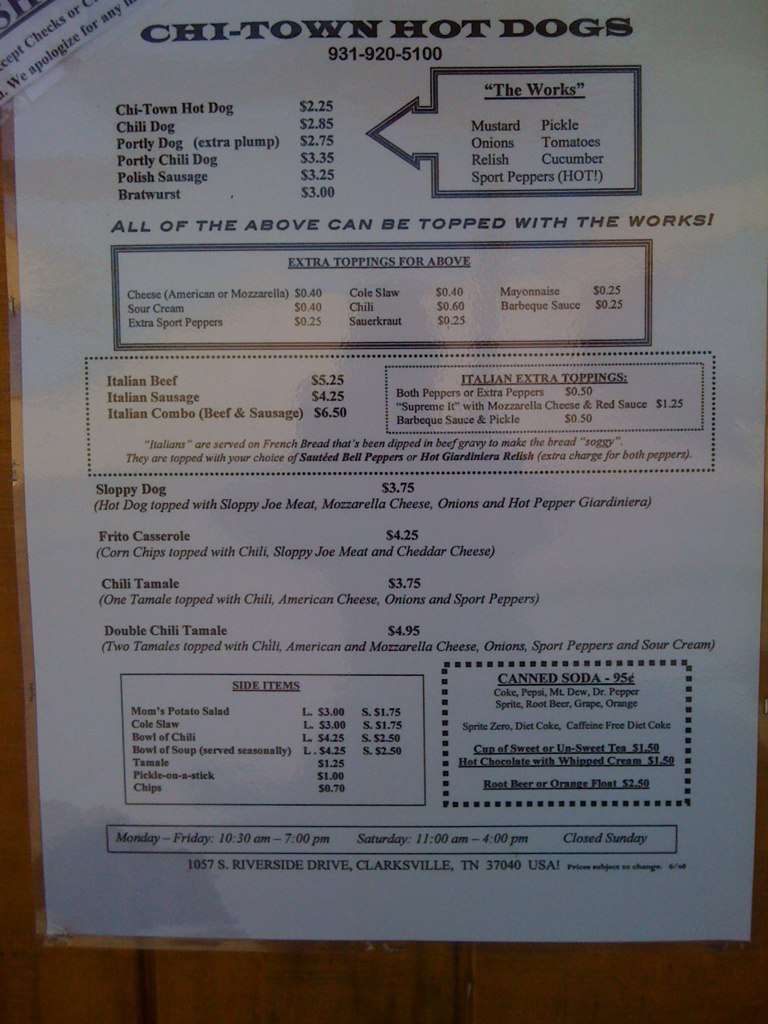 cept Checks or C
We apologize for any
CHI-TOWN HOT DOGS
931-920-5100
Chi-Town Hot Dog $2.25
Chili Dog $2.85
Portly Dog (extra plump) $2.75
Portly Chili Dog $3.35
Polish Sausage $3.25
Bratwurst $3.00
"The Works"
Mustard Pickle
Onions Tomatoes
Relish Cucumber
Sport Peppers (HOT!)
ALL OF THE ABOVE CAN BE TOPPED WITH THE WORKS!
EXTRA TOPPINGS FOR ABOVE
Cheese (American or Mozzarella) $0.40 Cole Slaw $0.40 Mayonnaise $0.25
Sour Cream $0.40 Chili $0.60 Barbeque Sauce $0.25
Extra Sport Peppers $0.25 Sauerkraut $0.25
Italian Beef $5.25
Italian Sausage $4.25
Italian Combo (Beef & Sausage) $6.50
ITALIAN EXTRA TOPPINGS:
Both Peppers or Extra Peppers $0.50
"Supreme It" with Mozzarella Cheese & Red Sauce $1.25
Barbeque Sauce & Pickle $0.50
"Italians" are served on French Bread that's been dipped in beef gravy to make the bread "soggy".
They are topped with your choice of Sautéed Bell Peppers or Hot Giardiniera Relish (extra charge for both peppers).
Sloppy Dog $3.75
(Hot Dog topped with Sloppy Joe Meat, Mozzarella Cheese, Onions and Hot Pepper Giardiniera)
Frito Casserole $4.25
(Corn Chips topped with Chili, Sloppy Joe Meat and Cheddar Cheese)
Chili Tamale $3.75
(One Tamale topped with Chili, American Cheese, Onions and Sport Peppers)
Double Chili Tamale $4.95
(Two Tamales topped with Chili, American and Mozzarella Cheese, Onions, Sport Peppers and Sour Cream)
SIDE ITEMS
Mom's Potato Salad L. $3.00 S. $1.75
Cole Slaw L. $3.00 S. $1.75
Bowl of Chili L. $4.25 S. $2.50
Bowl of Soup (served seasonally) L. $4.25 S. $2.50
Tamale $1.25
Pickle-on-a-stick $1.00
Chips $0.70
CANNED SODA - 95¢
Coke, Pepsi, Mt. Dew, Dr. Pepper
Sprite, Root Beer, Grape, Orange
Sprite Zero, Diet Coke, Caffeine Free Diet Coke
Cup of Sweet or Un-Sweet Tea $1.50
Hot Chocolate with Whipped Cream $1.50
Root Beer or Orange Float $2.50
Monday – Friday: 10:30 am – 7:00 pm Saturday: 11:00 am – 4:00 pm Closed Sunday
1057 S. RIVERSIDE DRIVE, CLARKSVILLE, TN 37040 USA! Prices subject to change.